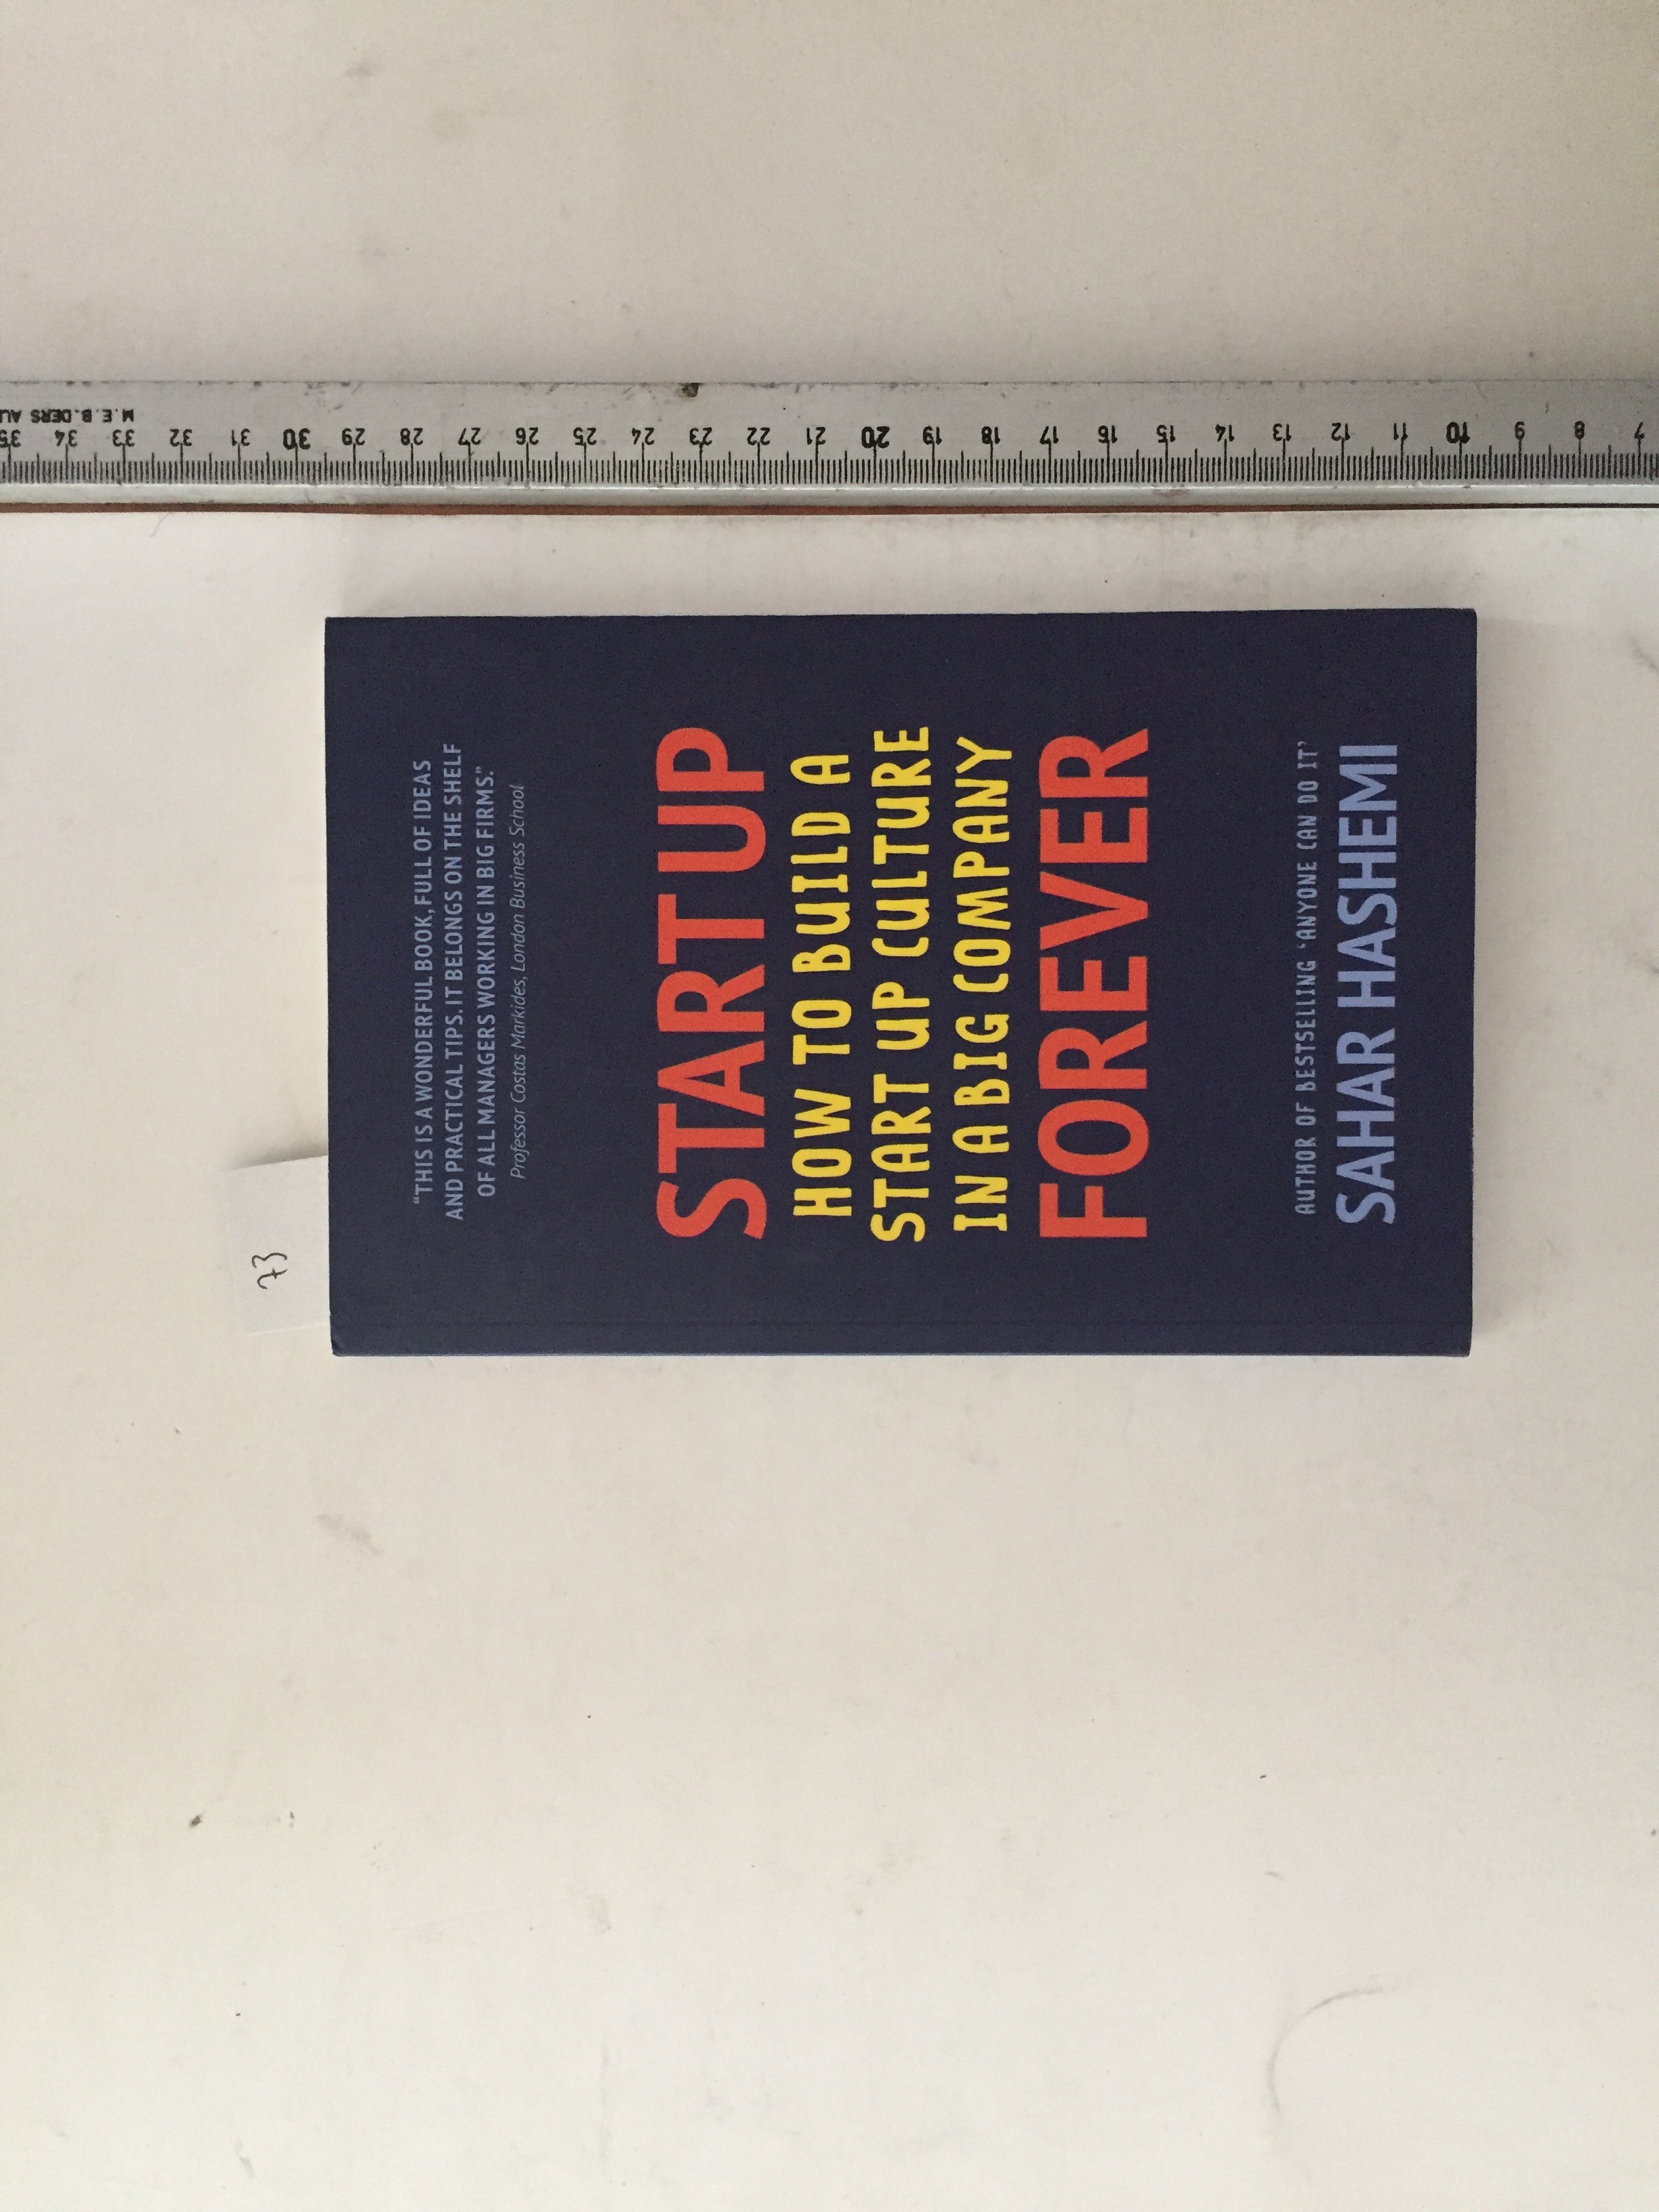 "THIS IS A WONDERFUL BOOK, FULL OF IDEAS
AND PRACTICAL TIPS. IT BELONGS ON THE SHELF
OF ALL MANAGERS WORKING IN BIG FIRMS."
Professor Costas Markides, London Business School
START UP
HOW TO BUILD A
START UP CULTURE
IN A BIG COMPANY
FOREVER
AUTHOR OF BESTSELLING 'ANYONE CAN DO IT'
SAHAR HASHEMI
73
7 8 9 10 11 12 13 14 15 16 17 18 19 20 21 22 23 24 25 26 27 28 29 30 31 32 33 34 35
M.E.B. DERS